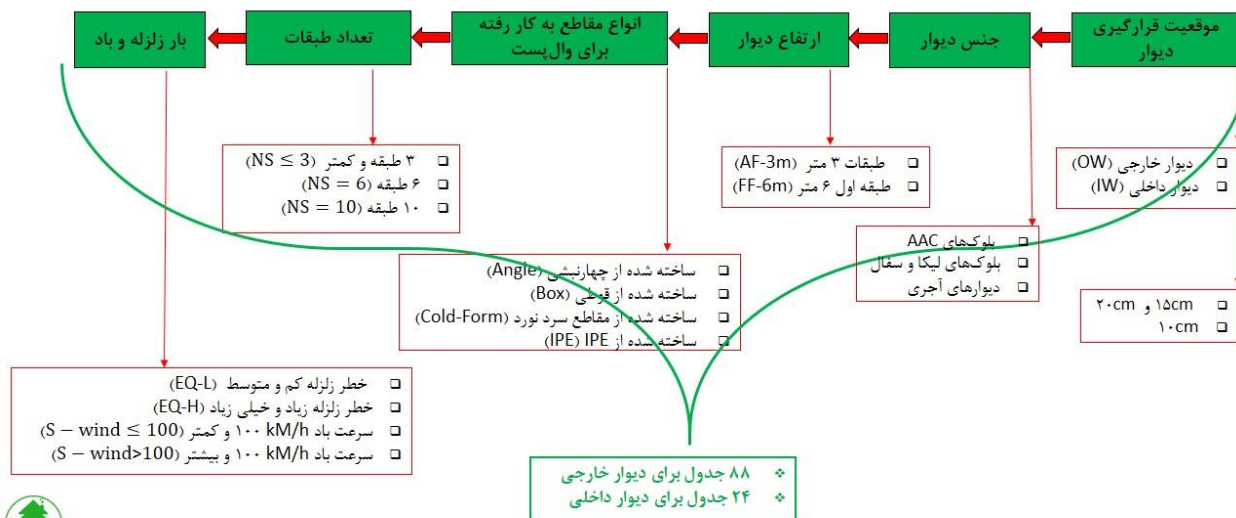 موقعیت قرارگیری
دیوار
جنس دیوار
ارتفاع دیوار
انواع مقاطع به کار رفته
برای وال‌پست
تعداد طبقات
بار زلزله و باد
دیوار خارجی (OW)
دیوار داخلی (IW)
۱۵cm و ۲۰cm
۱۰cm
بلوک‌های AAC
بلوک‌های لیکا و سفال
دیوارهای آجری
طبقات ۳ متر (AF-3m)
طبقه اول ۶ متر (FF-6m)
ساخته شده از چهارنبشی (Angle)
ساخته شده از قوطی (Box)
ساخته شده از مقاطع سرد نورد (Cold-Form)
ساخته شده از IPE (IPE)
۳ طبقه و کمتر (NS ≤ 3)
۶ طبقه (NS = 6)
۱۰ طبقه (NS = 10)
خطر زلزله کم و متوسط (EQ-L)
خطر زلزله زیاد و خیلی زیاد (EQ-H)
سرعت باد ۱۰۰ kM/h و کمتر (S – wind ≤ 100)
سرعت باد ۱۰۰ kM/h و بیشتر (S – wind>100)
۸۸ جدول برای دیوار خارجی
۲۴ جدول برای دیوار داخلی